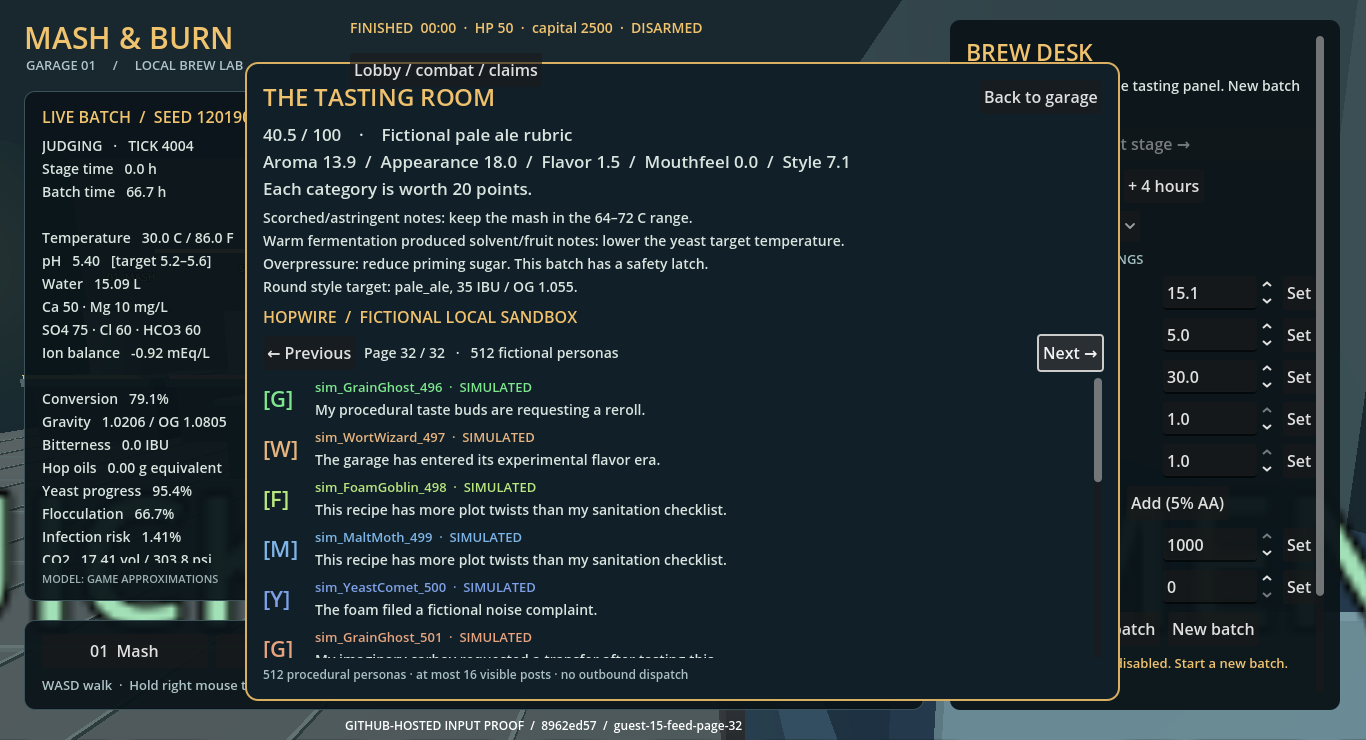 MASH & BURN
GARAGE 01 / LOCAL BREW LAB
FINISHED 00:00 · HP 50 · capital 2500 · DISARMED
Lobby / combat / claims
LIVE BATCH / SEED 120190
JUDGING · TICK 4004
Stage time 0.0 h
Batch time 66.7 h
Temperature 30.0 C / 86.0 F
pH 5.40 [target 5.2–5.6]
Water 15.09 L
Ca 50 · Mg 10 mg/L
SO4 75 · Cl 60 · HCO3 60
Ion balance -0.92 mEq/L
Conversion 79.1%
Gravity 1.0206 / OG 1.0805
Bitterness 0.0 IBU
Hop oils 0.00 g equivalent
Yeast progress 95.4%
Flocculation 66.7%
Infection risk 1.41%
CO2 17.41 vol / 303.8 psi
MODEL: GAME APPROXIMATIONS
01 Mash
WASD walk · Hold right mouse t
THE TASTING ROOM
Back to garage
40.5 / 100 · Fictional pale ale rubric
Aroma 13.9 / Appearance 18.0 / Flavor 1.5 / Mouthfeel 0.0 / Style 7.1
Each category is worth 20 points.
Scorched/astringent notes: keep the mash in the 64–72 C range.
Warm fermentation produced solvent/fruit notes: lower the yeast target temperature.
Overpressure: reduce priming sugar. This batch has a safety latch.
Round style target: pale_ale, 35 IBU / OG 1.055.
HOPWIRE / FICTIONAL LOCAL SANDBOX
← Previous Page 32 / 32 · 512 fictional personas Next →
[G] sim_GrainGhost_496 · SIMULATED
My procedural taste buds are requesting a reroll.
[W] sim_WortWizard_497 · SIMULATED
The garage has entered its experimental flavor era.
[F] sim_FoamGoblin_498 · SIMULATED
This recipe has more plot twists than my sanitation checklist.
[M] sim_MaltMoth_499 · SIMULATED
This recipe has more plot twists than my sanitation checklist.
[Y] sim_YeastComet_500 · SIMULATED
The foam filed a fictional noise complaint.
[G] sim_GrainGhost_501 · SIMULATED
512 procedural personas · at most 16 visible posts · no outbound dispatch
BREW DESK
e tasting panel. New batch
t stage →
+ 4 hours
NGS
15.1 Set
5.0 Set
30.0 Set
1.0 Set
1.0 Set
Add (5% AA)
1000 Set
0 Set
atch New batch
disabled. Start a new batch.
GITHUB-HOSTED INPUT PROOF / 8962ed57 / guest-15-feed-page-32